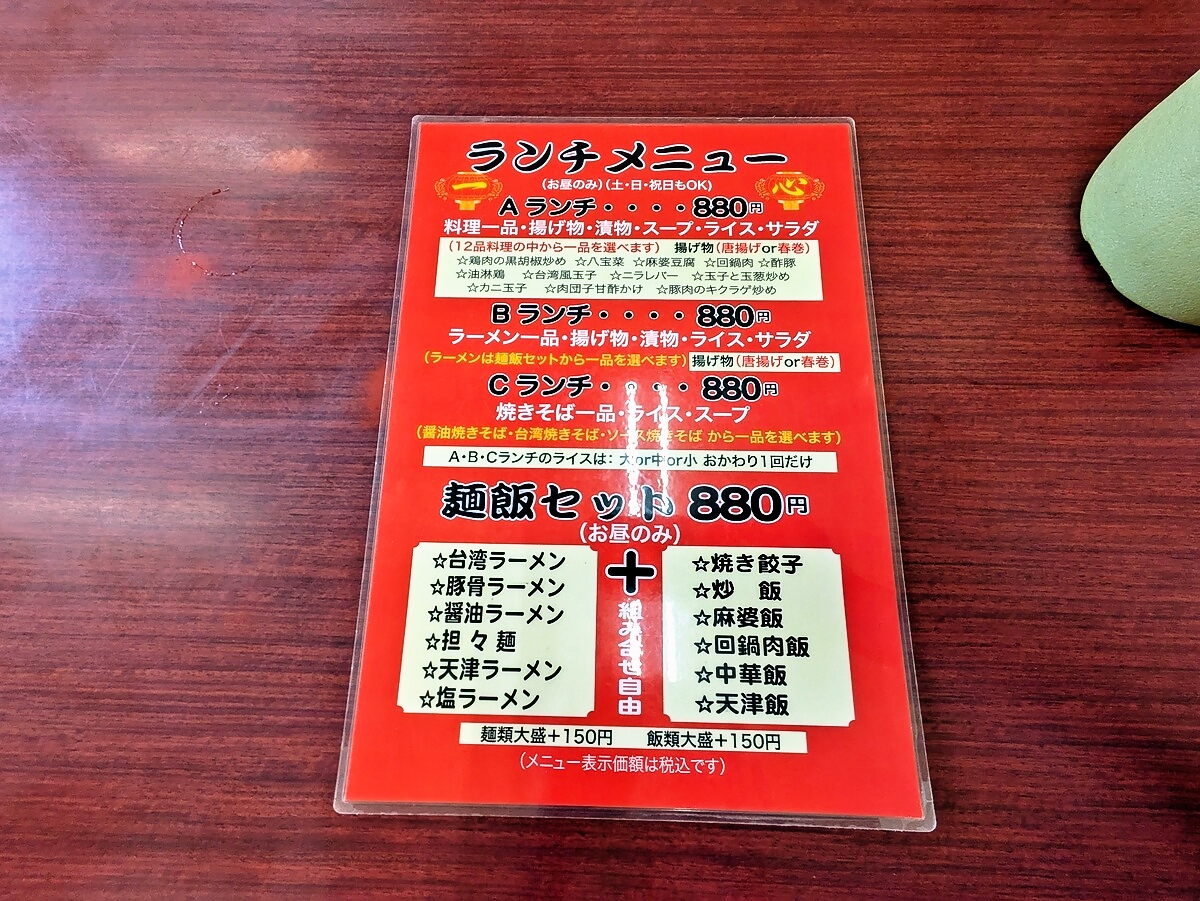 ランチメニュー
一 (お昼のみ)(土・日・祝日もOK) 心
Aランチ・・・・880円
料理一品・揚げ物・漬物・スープ・ライス・サラダ
(12品料理の中から一品を選べます) 揚げ物(唐揚げor春巻)
☆鶏肉の黒胡椒炒め ☆八宝菜 ☆麻婆豆腐 ☆回鍋肉 ☆酢豚
☆油淋鶏 ☆台湾風玉子 ☆ニラレバー ☆玉子と玉葱炒め
☆カニ玉子 ☆肉団子甘酢かけ ☆豚肉のキクラゲ炒め
Bランチ・・・・880円
ラーメン一品・揚げ物・漬物・ライス・サラダ
(ラーメンは麺飯セットから一品を選べます) 揚げ物(唐揚げor春巻)
Cランチ・・・・880円
焼きそば一品・ライス・スープ
(醤油焼きそば・台湾焼きそば・ソース焼きそば から一品を選べます)
A・B・Cランチのライスは：大or中or小 おかわり1回だけ
麺飯セット 880円
(お昼のみ)
☆台湾ラーメン
☆豚骨ラーメン
☆醤油ラーメン
☆担々麺
☆天津ラーメン
☆塩ラーメン
＋
組み合せ自由
☆焼き餃子
☆炒 飯
☆麻婆飯
☆回鍋肉飯
☆中華飯
☆天津飯
麺類大盛＋150円 飯類大盛＋150円
(メニュー表示価額は税込です)